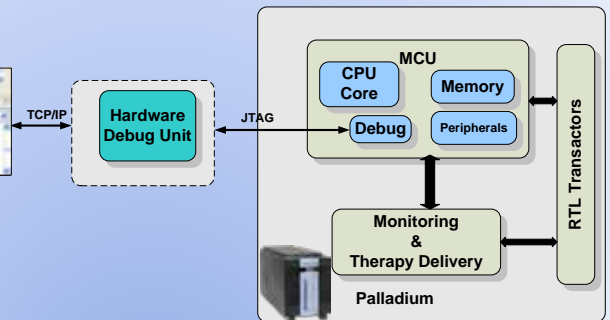 TCP/IP
Hardware
Debug Unit
JTAG
MCU
CPU
Core
Memory
Debug
Peripherals
RTL Transactors
Monitoring
&
Therapy Delivery
Palladium